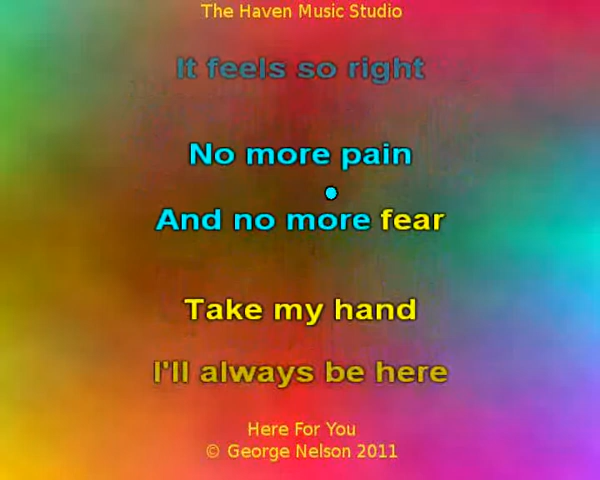 The Haven Music Studio
It feels so right
No more pain
And no more fear
Take my hand
I'll always be here
Here For You
© George Nelson 2011